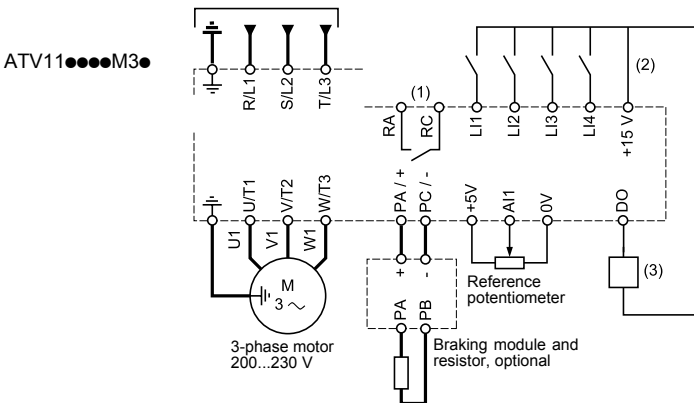 ATV11●●●●M3●
R/L1
S/L2
T/L3
(1)
RA
RC
LI1
LI2
LI3
LI4
+15 V
(2)
U/T1
V/T2
W/T3
PA / +
PC / -
+5V
AI1
0V
DO
U1
V1
W1
M
3 ~
+
-
PA
PB
Reference
potentiometer
(3)
3-phase motor
200...230 V
Braking module and
resistor, optional